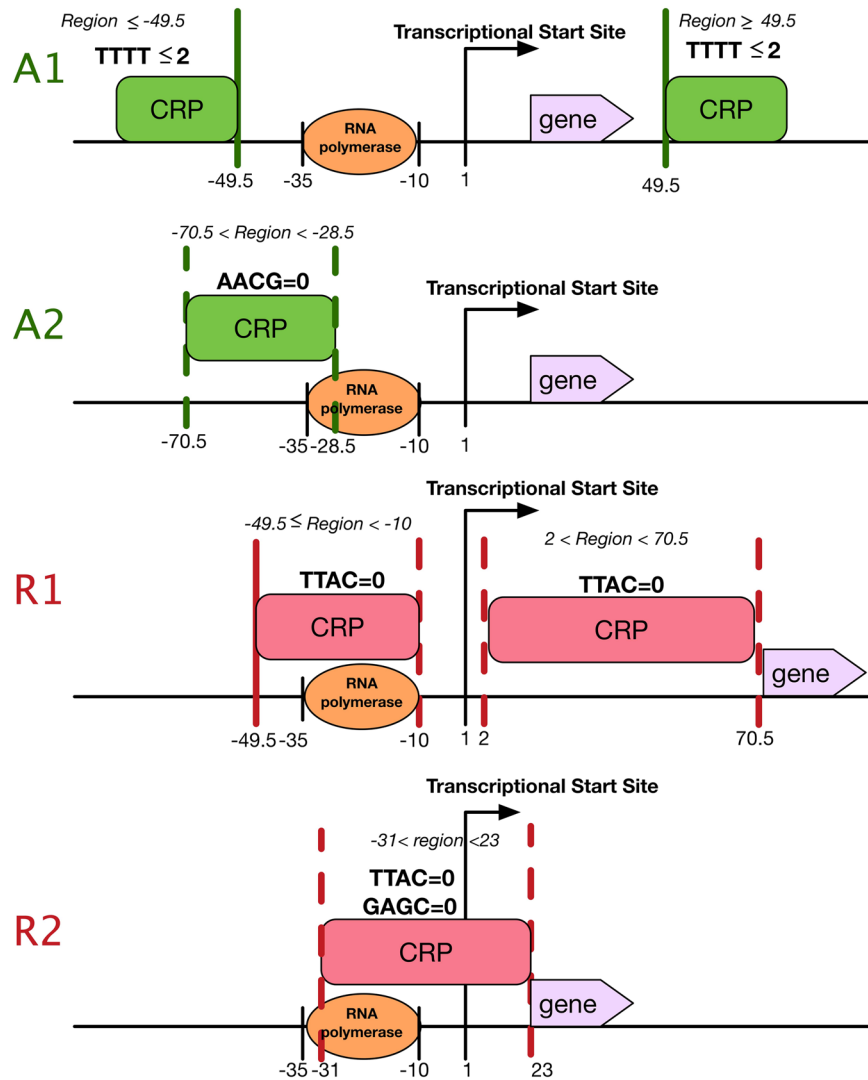 Region ≤ -49.5
TTTT ≤ 2
A1
CRP
-49.5
RNA
polymerase
-35
-10
Transcriptional Start Site
1
gene
Region ≥ 49.5
TTTT ≤ 2
CRP
49.5
-70.5 < Region < -28.5
AACG=0
A2
CRP
Transcriptional Start Site
gene
RNA
polymerase
-70.5
-35
-28.5
-10
1
Transcriptional Start Site
-49.5 ≤ Region < -10
2 < Region < 70.5
TTAC=0
TTAC=0
R1
CRP
CRP
RNA
polymerase
gene
-49.5
-35
-10
1
2
70.5
Transcriptional Start Site
-31< region <23
TTAC=0
GAGC=0
R2
CRP
gene
RNA
polymerase
-35
-31
-10
1
23